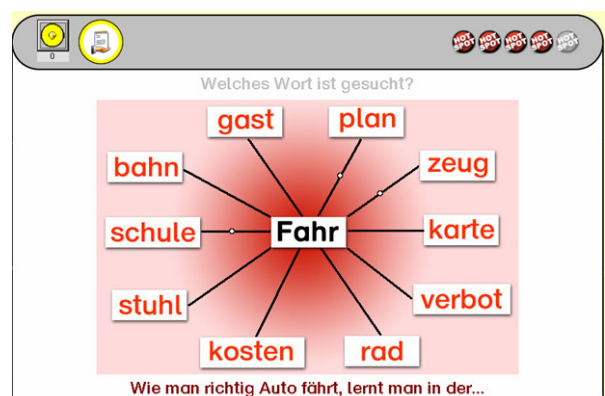 0
HOT SPOT HOT SPOT HOT SPOT HOT SPOT HOT SPOT
Welches Wort ist gesucht?
gast
plan
bahn
zeug
schule
Fahr
karte
stuhl
verbot
kosten
rad
Wie man richtig Auto fährt, lernt man in der...